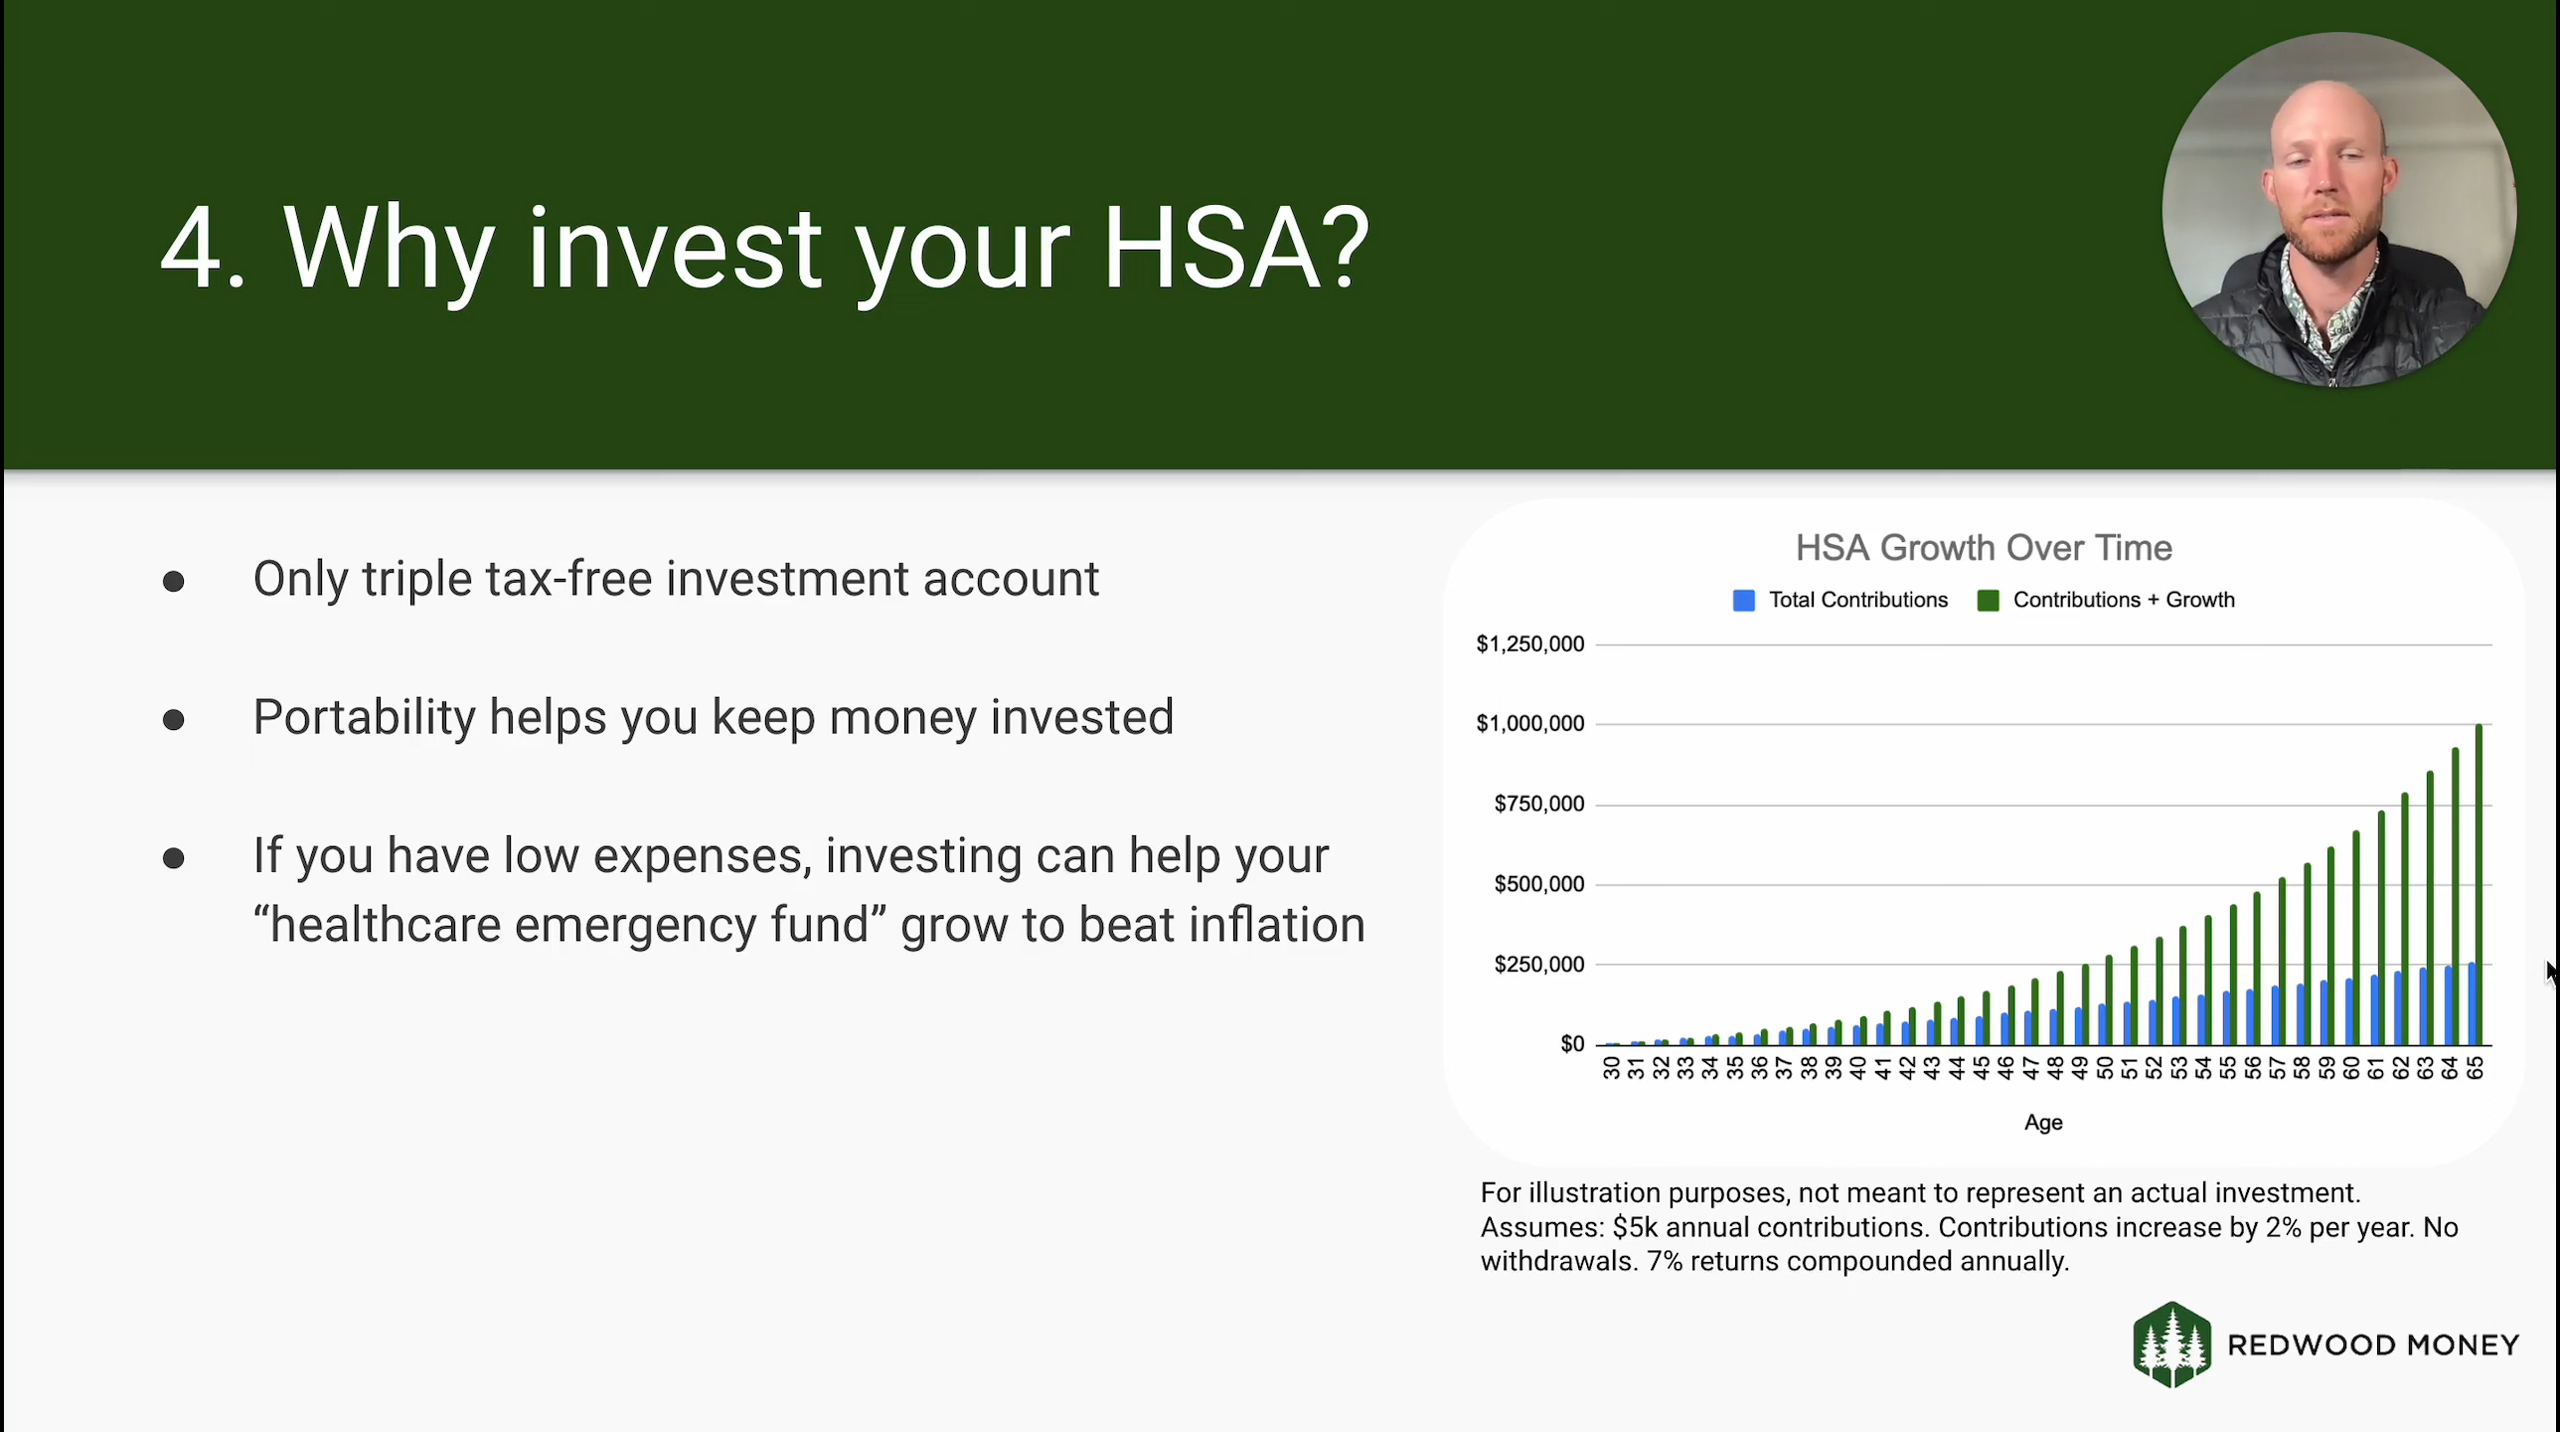 4. Why invest your HSA?
● Only triple tax-free investment account
● Portability helps you keep money invested
● If you have low expenses, investing can help your
“healthcare emergency fund” grow to beat inflation
HSA Growth Over Time
Total Contributions Contributions + Growth
$1,250,000
$1,000,000
$750,000
$500,000
$250,000
$0
30 31 32 33 34 35 36 37 38 39 40 41 42 43 44 45 46 47 48 49 50 51 52 53 54 55 56 57 58 59 60 61 62 63 64 65
Age
For illustration purposes, not meant to represent an actual investment.
Assumes: $5k annual contributions. Contributions increase by 2% per year. No
withdrawals. 7% returns compounded annually.
REDWOOD MONEY